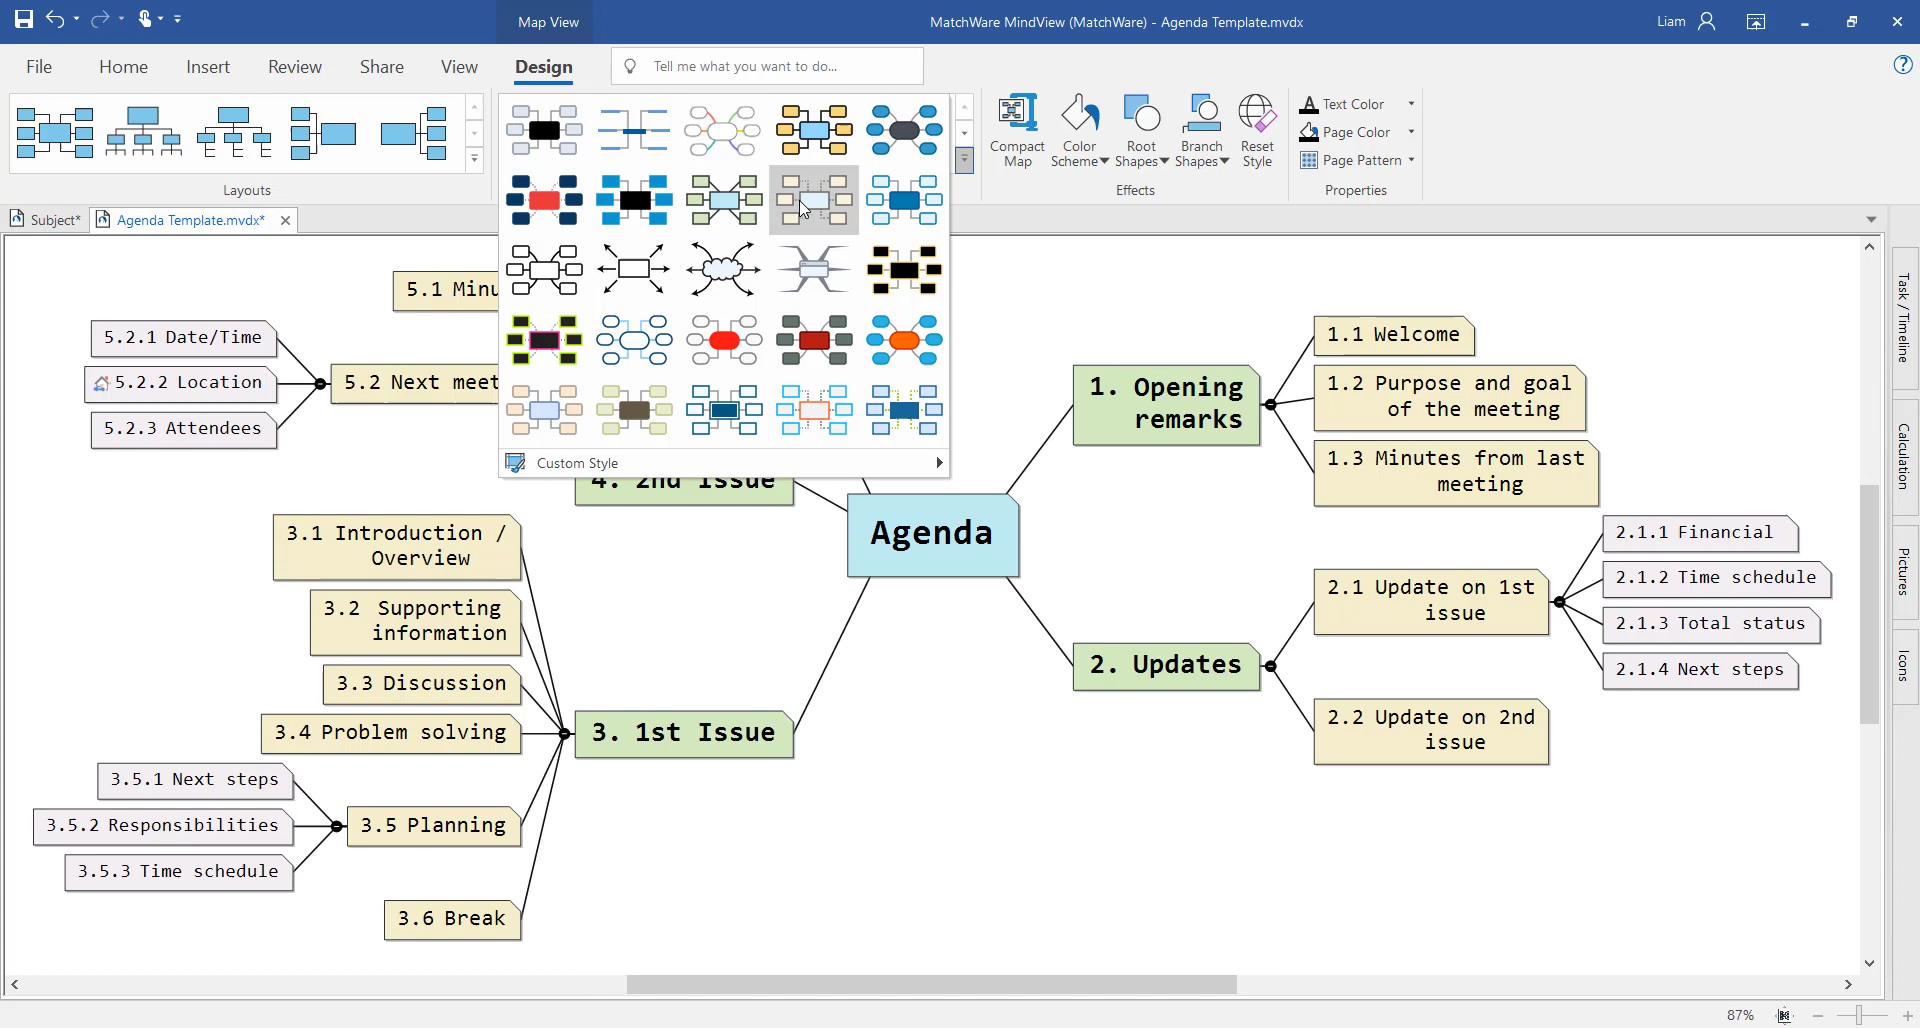 Map View
MatchWare MindView (MatchWare) - Agenda Template.mvdx
Liam
File
Home
Insert
Review
Share
View
Design
Tell me what you want to do...
Layouts
Compact
Map
Color
Scheme
Root
Shapes
Branch
Shapes
Reset
Style
Effects
Text Color
Page Color
Page Pattern
Properties
Subject*
Agenda Template.mvdx*
Custom Style
5.1 Minu
5.2.1 Date/Time
5.2.2 Location
5.2.3 Attendees
5.2 Next meet
4. 2nd Issue
Agenda
1. Opening
remarks
1.1 Welcome
1.2 Purpose and goal
of the meeting
1.3 Minutes from last
meeting
2. Updates
2.1 Update on 1st
issue
2.1.1 Financial
2.1.2 Time schedule
2.1.3 Total status
2.1.4 Next steps
2.2 Update on 2nd
issue
3. 1st Issue
3.1 Introduction /
Overview
3.2 Supporting
information
3.3 Discussion
3.4 Problem solving
3.5 Planning
3.5.1 Next steps
3.5.2 Responsibilities
3.5.3 Time schedule
3.6 Break
Task / Timeline
Calculation
Pictures
Icons
87%